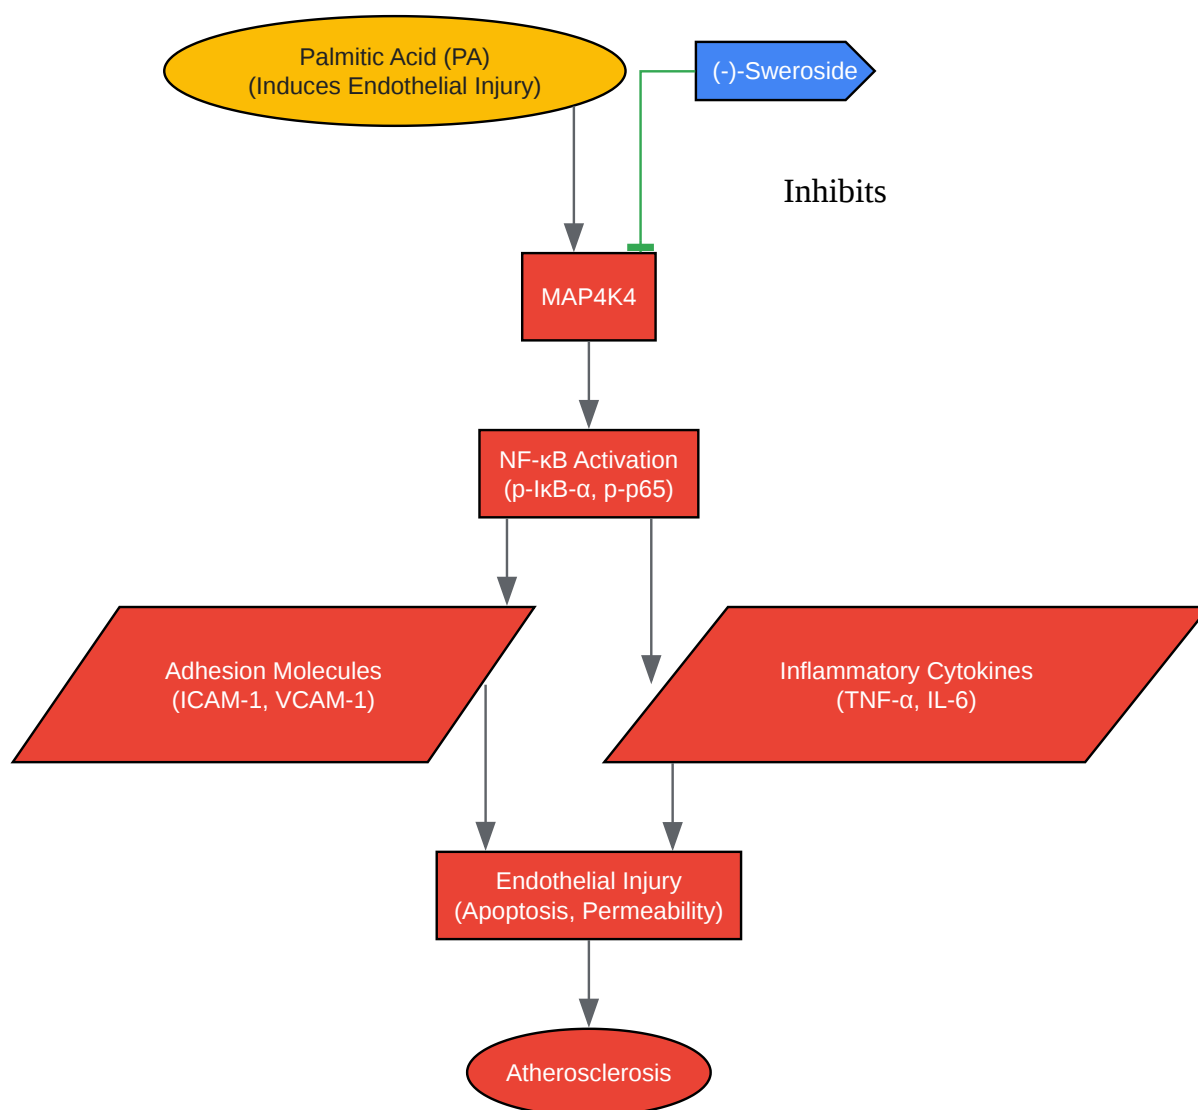 Palmitic Acid (PA)
(Induces Endothelial Injury)
(-)-Sweroside
Inhibits
MAP4K4
NF-κB Activation
(p-IκB-α, p-p65)
Adhesion Molecules
(ICAM-1, VCAM-1)
Inflammatory Cytokines
(TNF-α, IL-6)
Endothelial Injury
(Apoptosis, Permeability)
Atherosclerosis